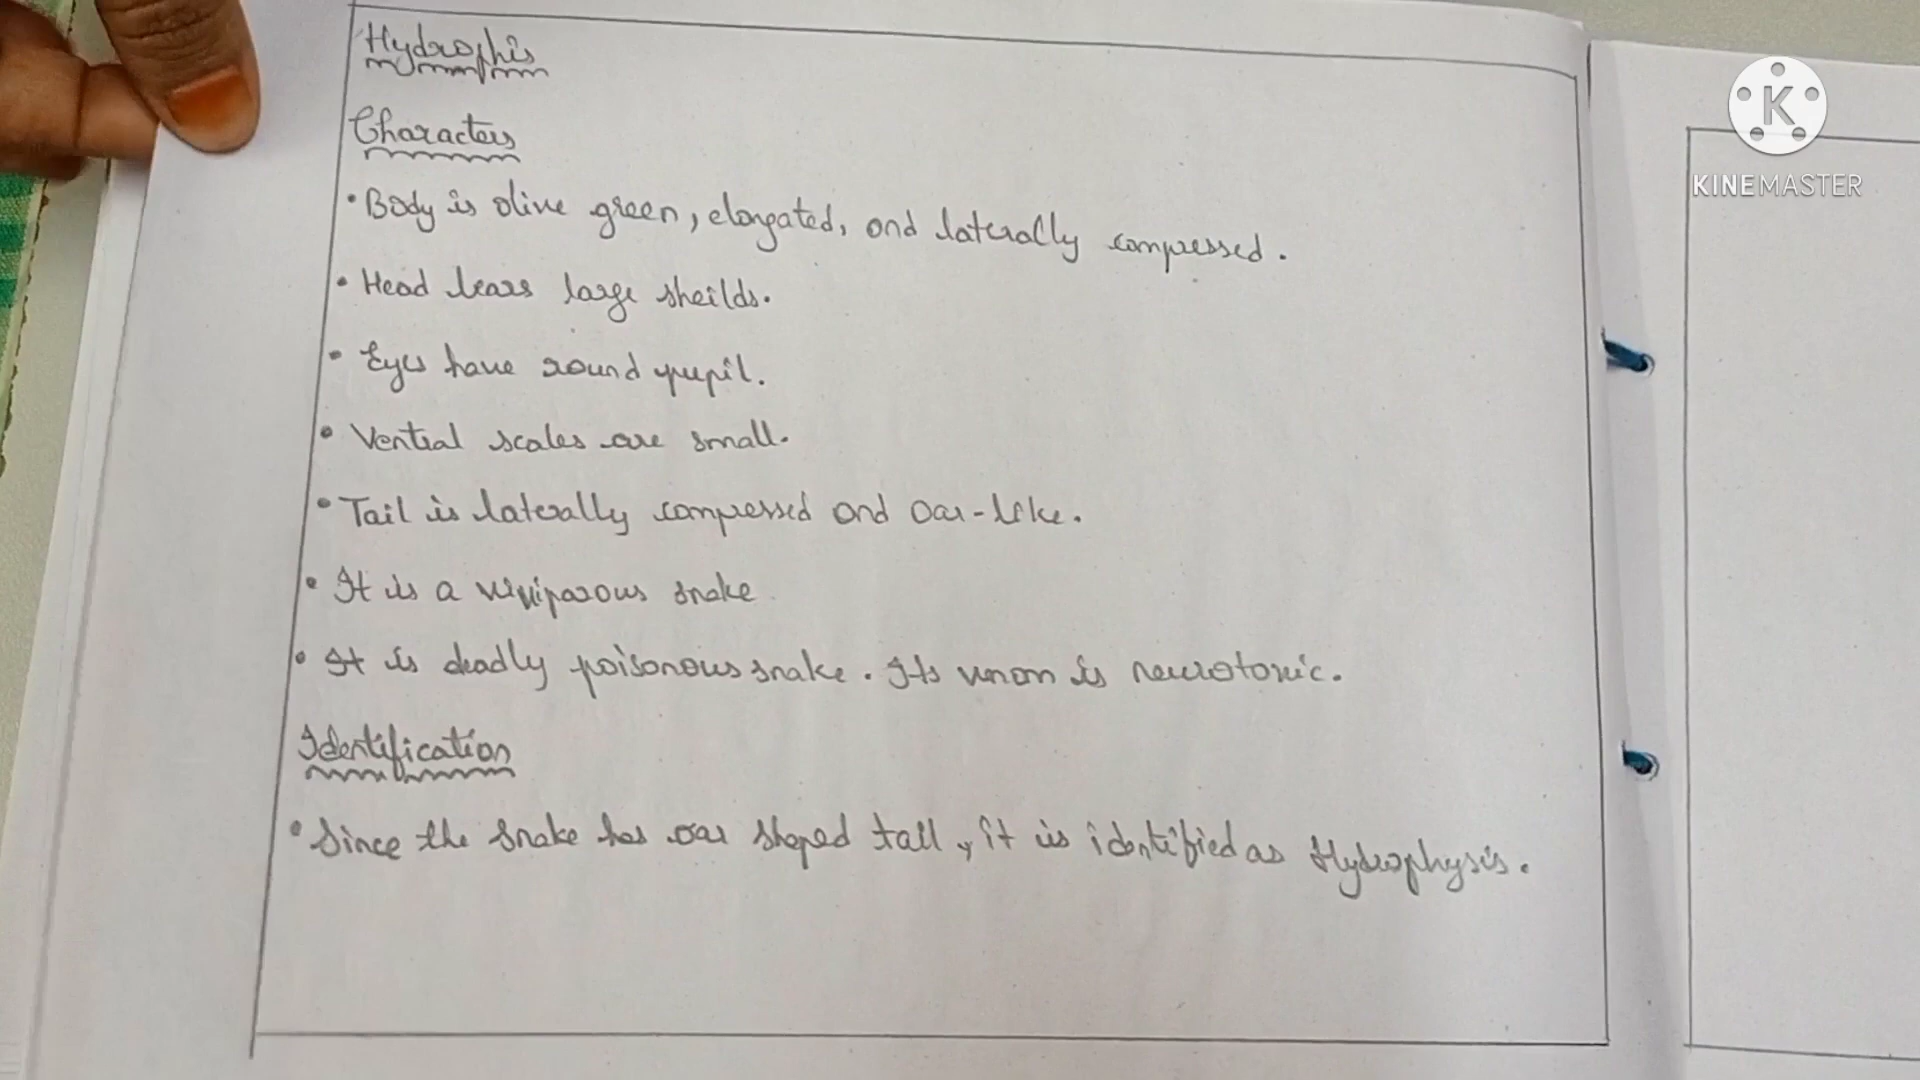 Hydrophis
Characters
• Body is olive green, elongated, and laterally compressed.
• Head bears large sheilds.
• Eyes have round pupil.
• Ventral scales are small.
• Tail is laterally compressed and oar-like.
• It is a viviparous snake
• It is deadly poisonous snake. Its venom is neurotoxic.
Identification
• Since the snake has oar shaped tall, it is identified as Hydrophysis.
K
KINEMASTER